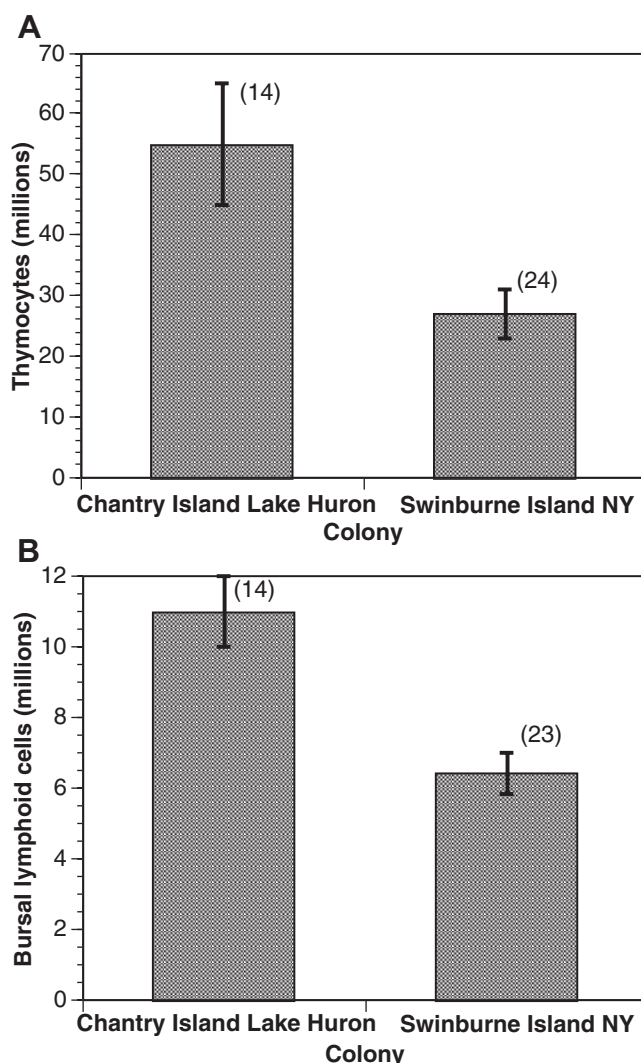 A
Thymocytes (millions)
70
60
50
40
30
20
10
0
(14)
(24)
Chantry Island Lake Huron
Swinburne Island NY
Colony
B
Bursal lymphoid cells (millions)
12
10
8
6
4
2
0
(14)
(23)
Chantry Island Lake Huron
Swinburne Island NY
Colony